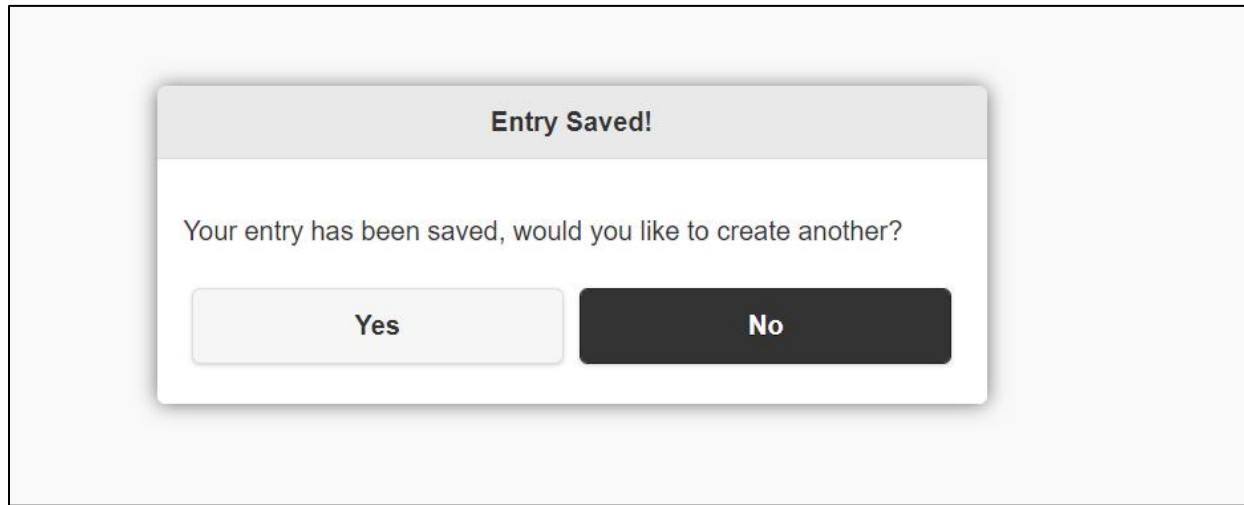 Entry Saved!
Your entry has been saved, would you like to create another?
Yes
No